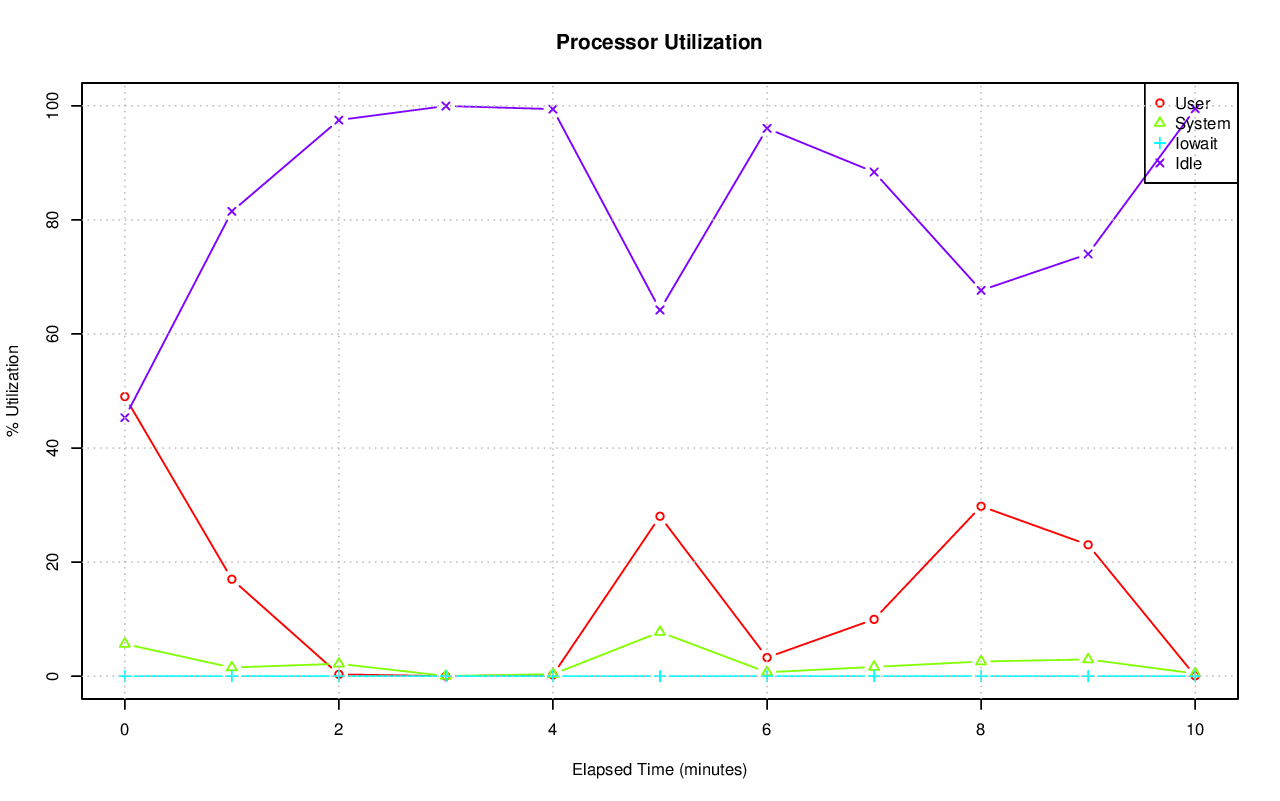 Processor Utilization
% Utilization
100
80
60
40
20
0
User
System
Iowait
Idle
0 2 4 6 8 10
Elapsed Time (minutes)